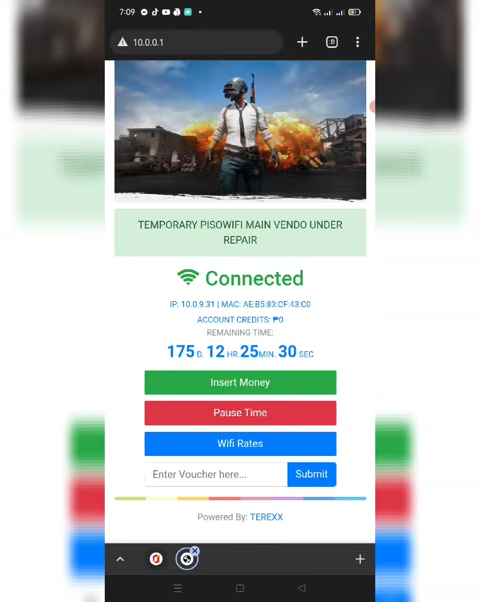 7:09
10.0.0.1
:D
TEMPORARY PISOWIFI MAIN VENDO UNDER
REPAIR
Connected
IP: 10.0.9.31 | MAC: AE:B5:83:CF:43:C0
ACCOUNT CREDITS: ₱0
REMAINING TIME:
175 D. 12 HR. 25 MIN. 30 SEC
Insert Money
Pause Time
Wifi Rates
Enter Voucher here...
Submit
Powered By: TEREXX